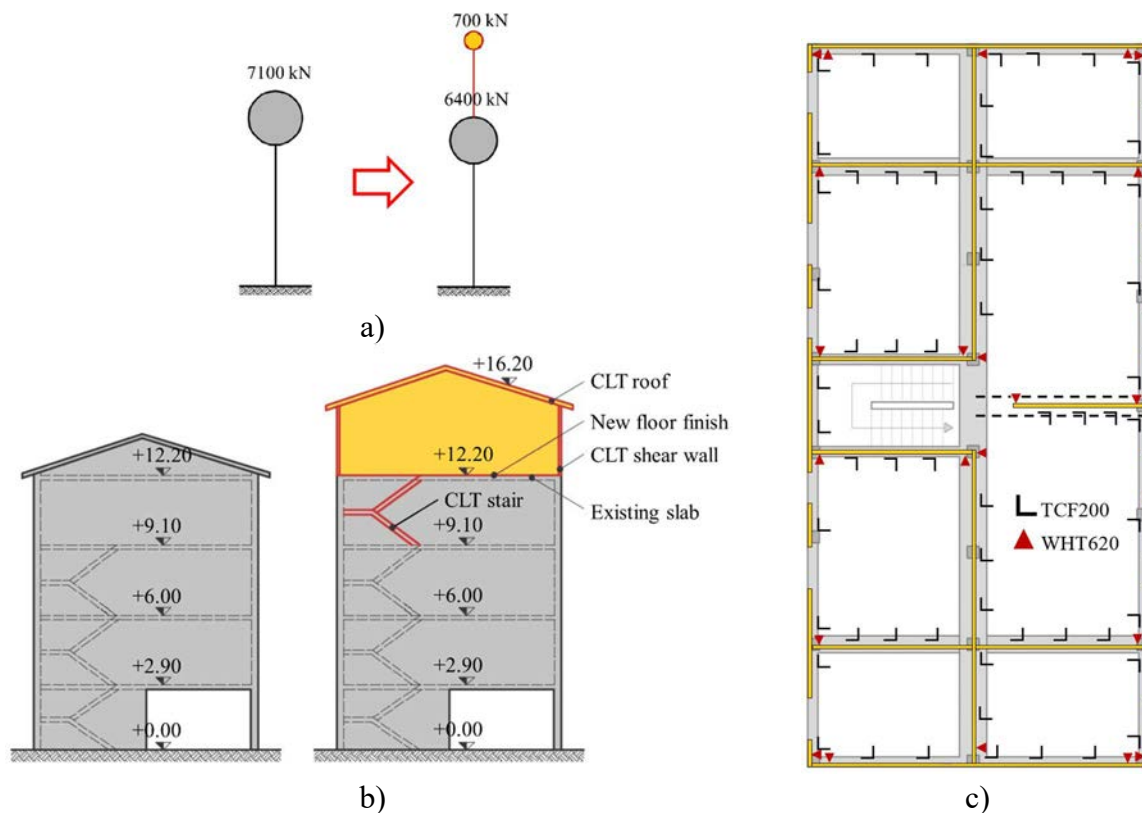 700 kN
7100 kN
6400 kN
a)
+16.20
CLT roof
New floor finish
+12.20
+12.20
CLT shear wall
CLT stair
Existing slab
+9.10
+9.10
+6.00
+6.00
+2.90
+2.90
+0.00
+0.00
b)
TCF200
WHT620
c)